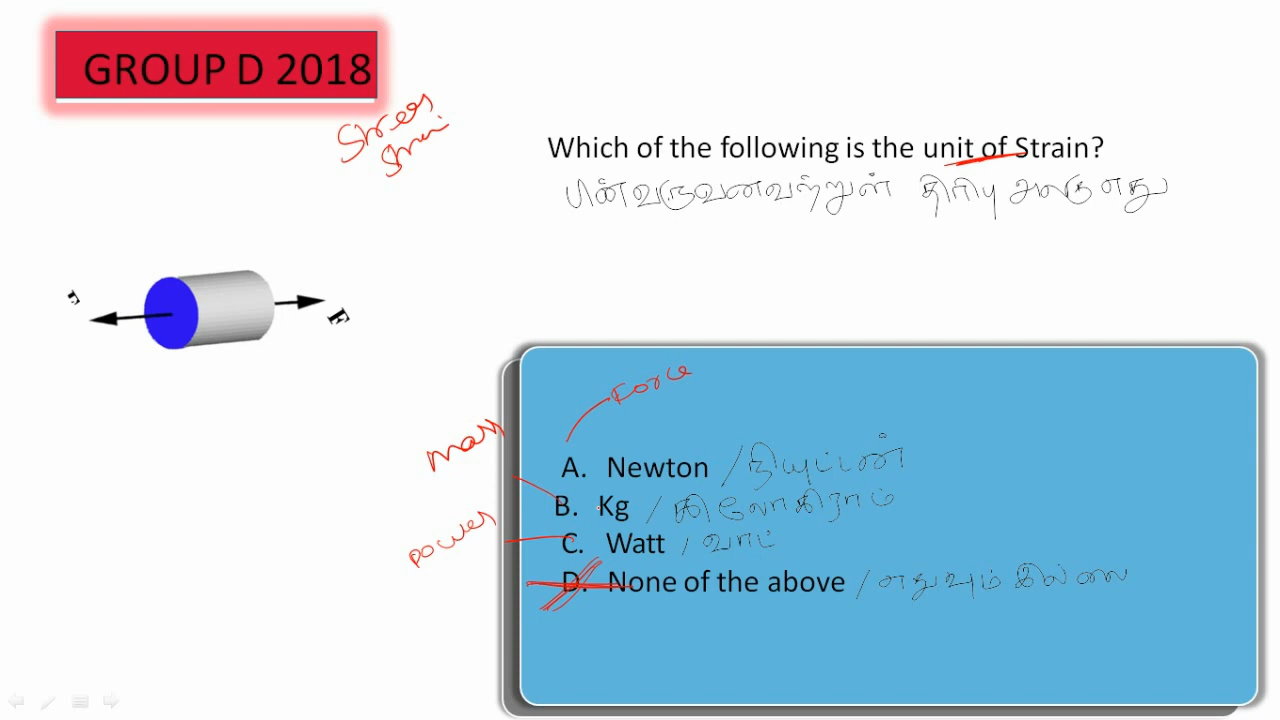 GROUP D 2018
Stress
Strain
Which of the following is the unit of Strain?
பின்வருவனவற்றுள் திரிபு அலகு எது
F
F
Force
Mass
Power
A. Newton / நியுட்டன்
B. Kg / கிலோகிராம்
C. Watt / வாட்
D. None of the above / எதுவும் இல்லை